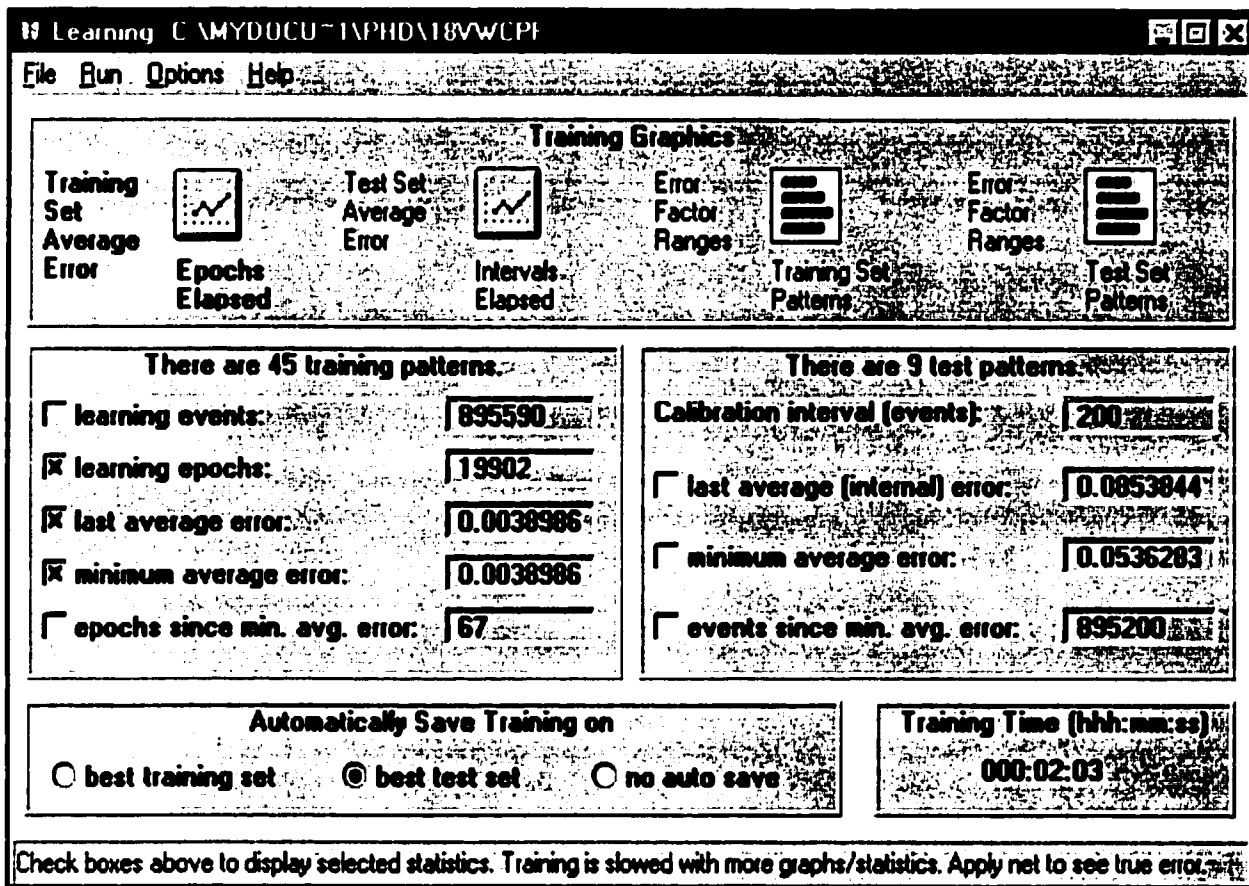 Learning C:\MYDOCU~1\PHD\18VWCPF
File Run Options Help
Training Graphics
Training Set Average Error
Epochs Elapsed
Test Set Average Error
Intervals Elapsed
Error Factor Ranges
Training Set Patterns
Error Factor Ranges
Test Set Patterns
There are 45 training patterns.
learning events: 895590
learning epochs: 19902
last average error: 0.0038986
minimum average error: 0.0038986
epochs since min. avg. error: 67
There are 9 test patterns.
Calibration interval (events): 200
last average (internal) error: 0.0853844
minimum average error: 0.0536283
events since min. avg. error: 895200
Automatically Save Training on
best training set
best test set
no auto save
Training Time (hhh:mm:ss)
000:02:03
Check boxes above to display selected statistics. Training is slowed with more graphs/statistics. Apply net to see true error.